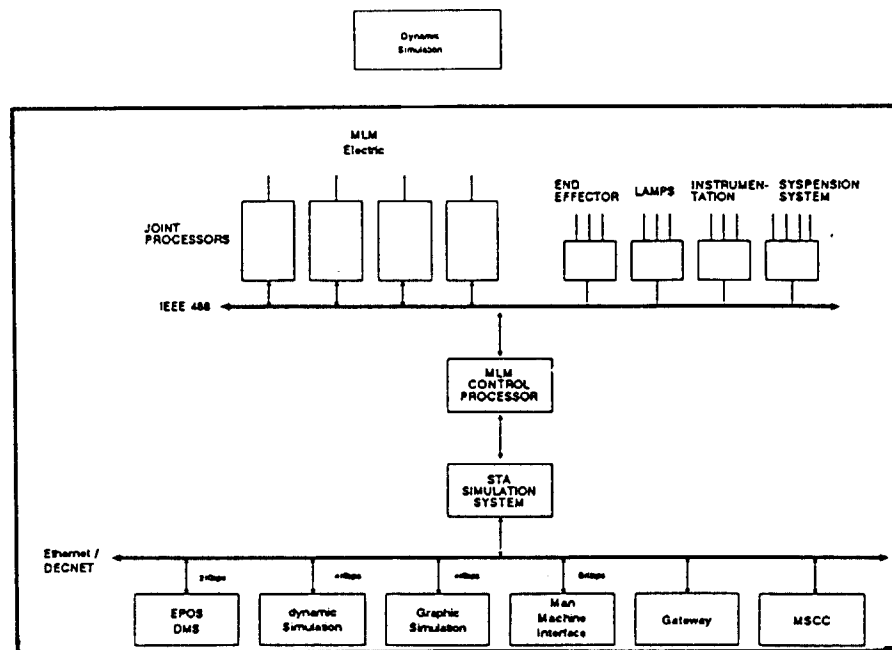 Dynamic
Simulation
MLM
Electric
END
EFFECTOR
LAMPS
INSTRUMEN-
TATION
SYSPENSION
SYSTEM
JOINT
PROCESSORS
IEEE 488
MLM
CONTROL
PROCESSOR
STA
SIMULATION
SYSTEM
Ethernet /
DECNET
EPOS
DMS
dynamic
Simulation
Graphic
Simulation
Man
Machine
Interface
Gateway
MSCC